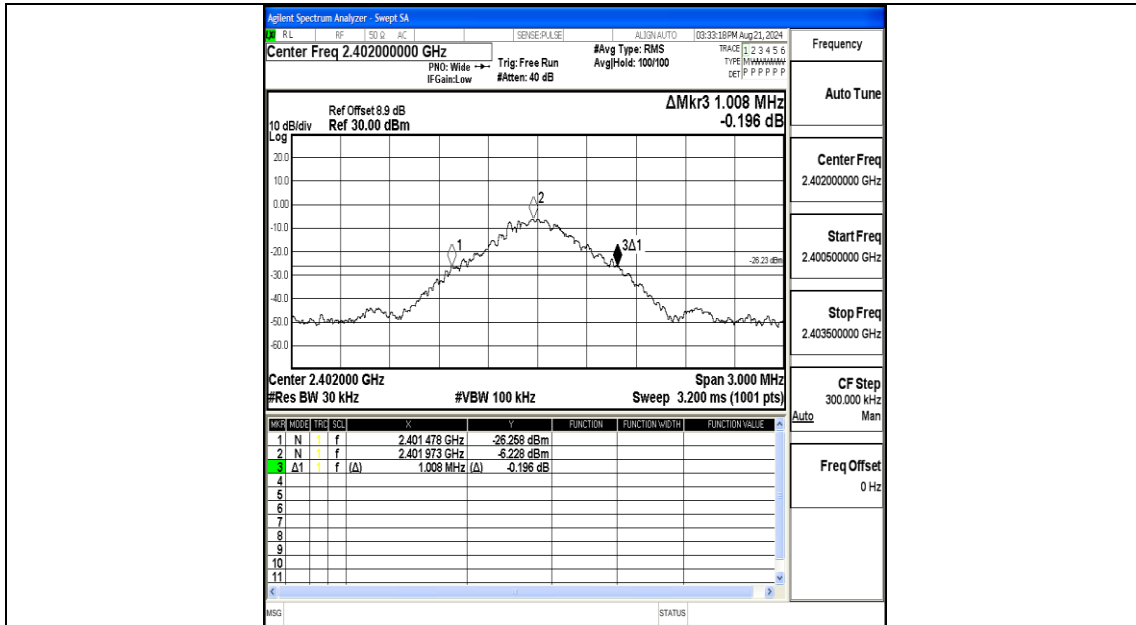 Agilent Spectrum Analyzer - Swept SA
RL RF 50 Ω AC SENSE:PULSE ALIGN AUTO 03:33:18 PM Aug 21, 2024
Center Freq 2.402000000 GHz
#Avg Type: RMS
TRACE 1 2 3 4 5 6
PNO: Wide
Trig: Free Run
Avg|Hold: 100/100
TYPE MWWWWW
IFGain:Low
#Atten: 40 dB
DET P P P P P P
ΔMkr3 1.008 MHz
-0.196 dB
Ref Offset 8.9 dB
10 dB/div Ref 30.00 dBm
Log
20.0
10.0
0.00
-10.0
-20.0
-30.0
-40.0
-50.0
-60.0
1
2
3Δ1
-26.23 dBm
Center 2.402000 GHz Span 3.000 MHz
#Res BW 30 kHz #VBW 100 kHz Sweep 3.200 ms (1001 pts)
MKR MODE TRC SCL X Y FUNCTION FUNCTION WIDTH FUNCTION VALUE
1 N 1 f 2.401 478 GHz -26.258 dBm
2 N 1 f 2.401 973 GHz -6.228 dBm
3 Δ1 1 f (Δ) 1.008 MHz (Δ) -0.196 dB
4
5
6
7
8
9
10
11
MSG STATUS
Frequency
Auto Tune
Center Freq
2.402000000 GHz
Start Freq
2.400500000 GHz
Stop Freq
2.403500000 GHz
CF Step
300.000 kHz
Auto Man
Freq Offset
0 Hz